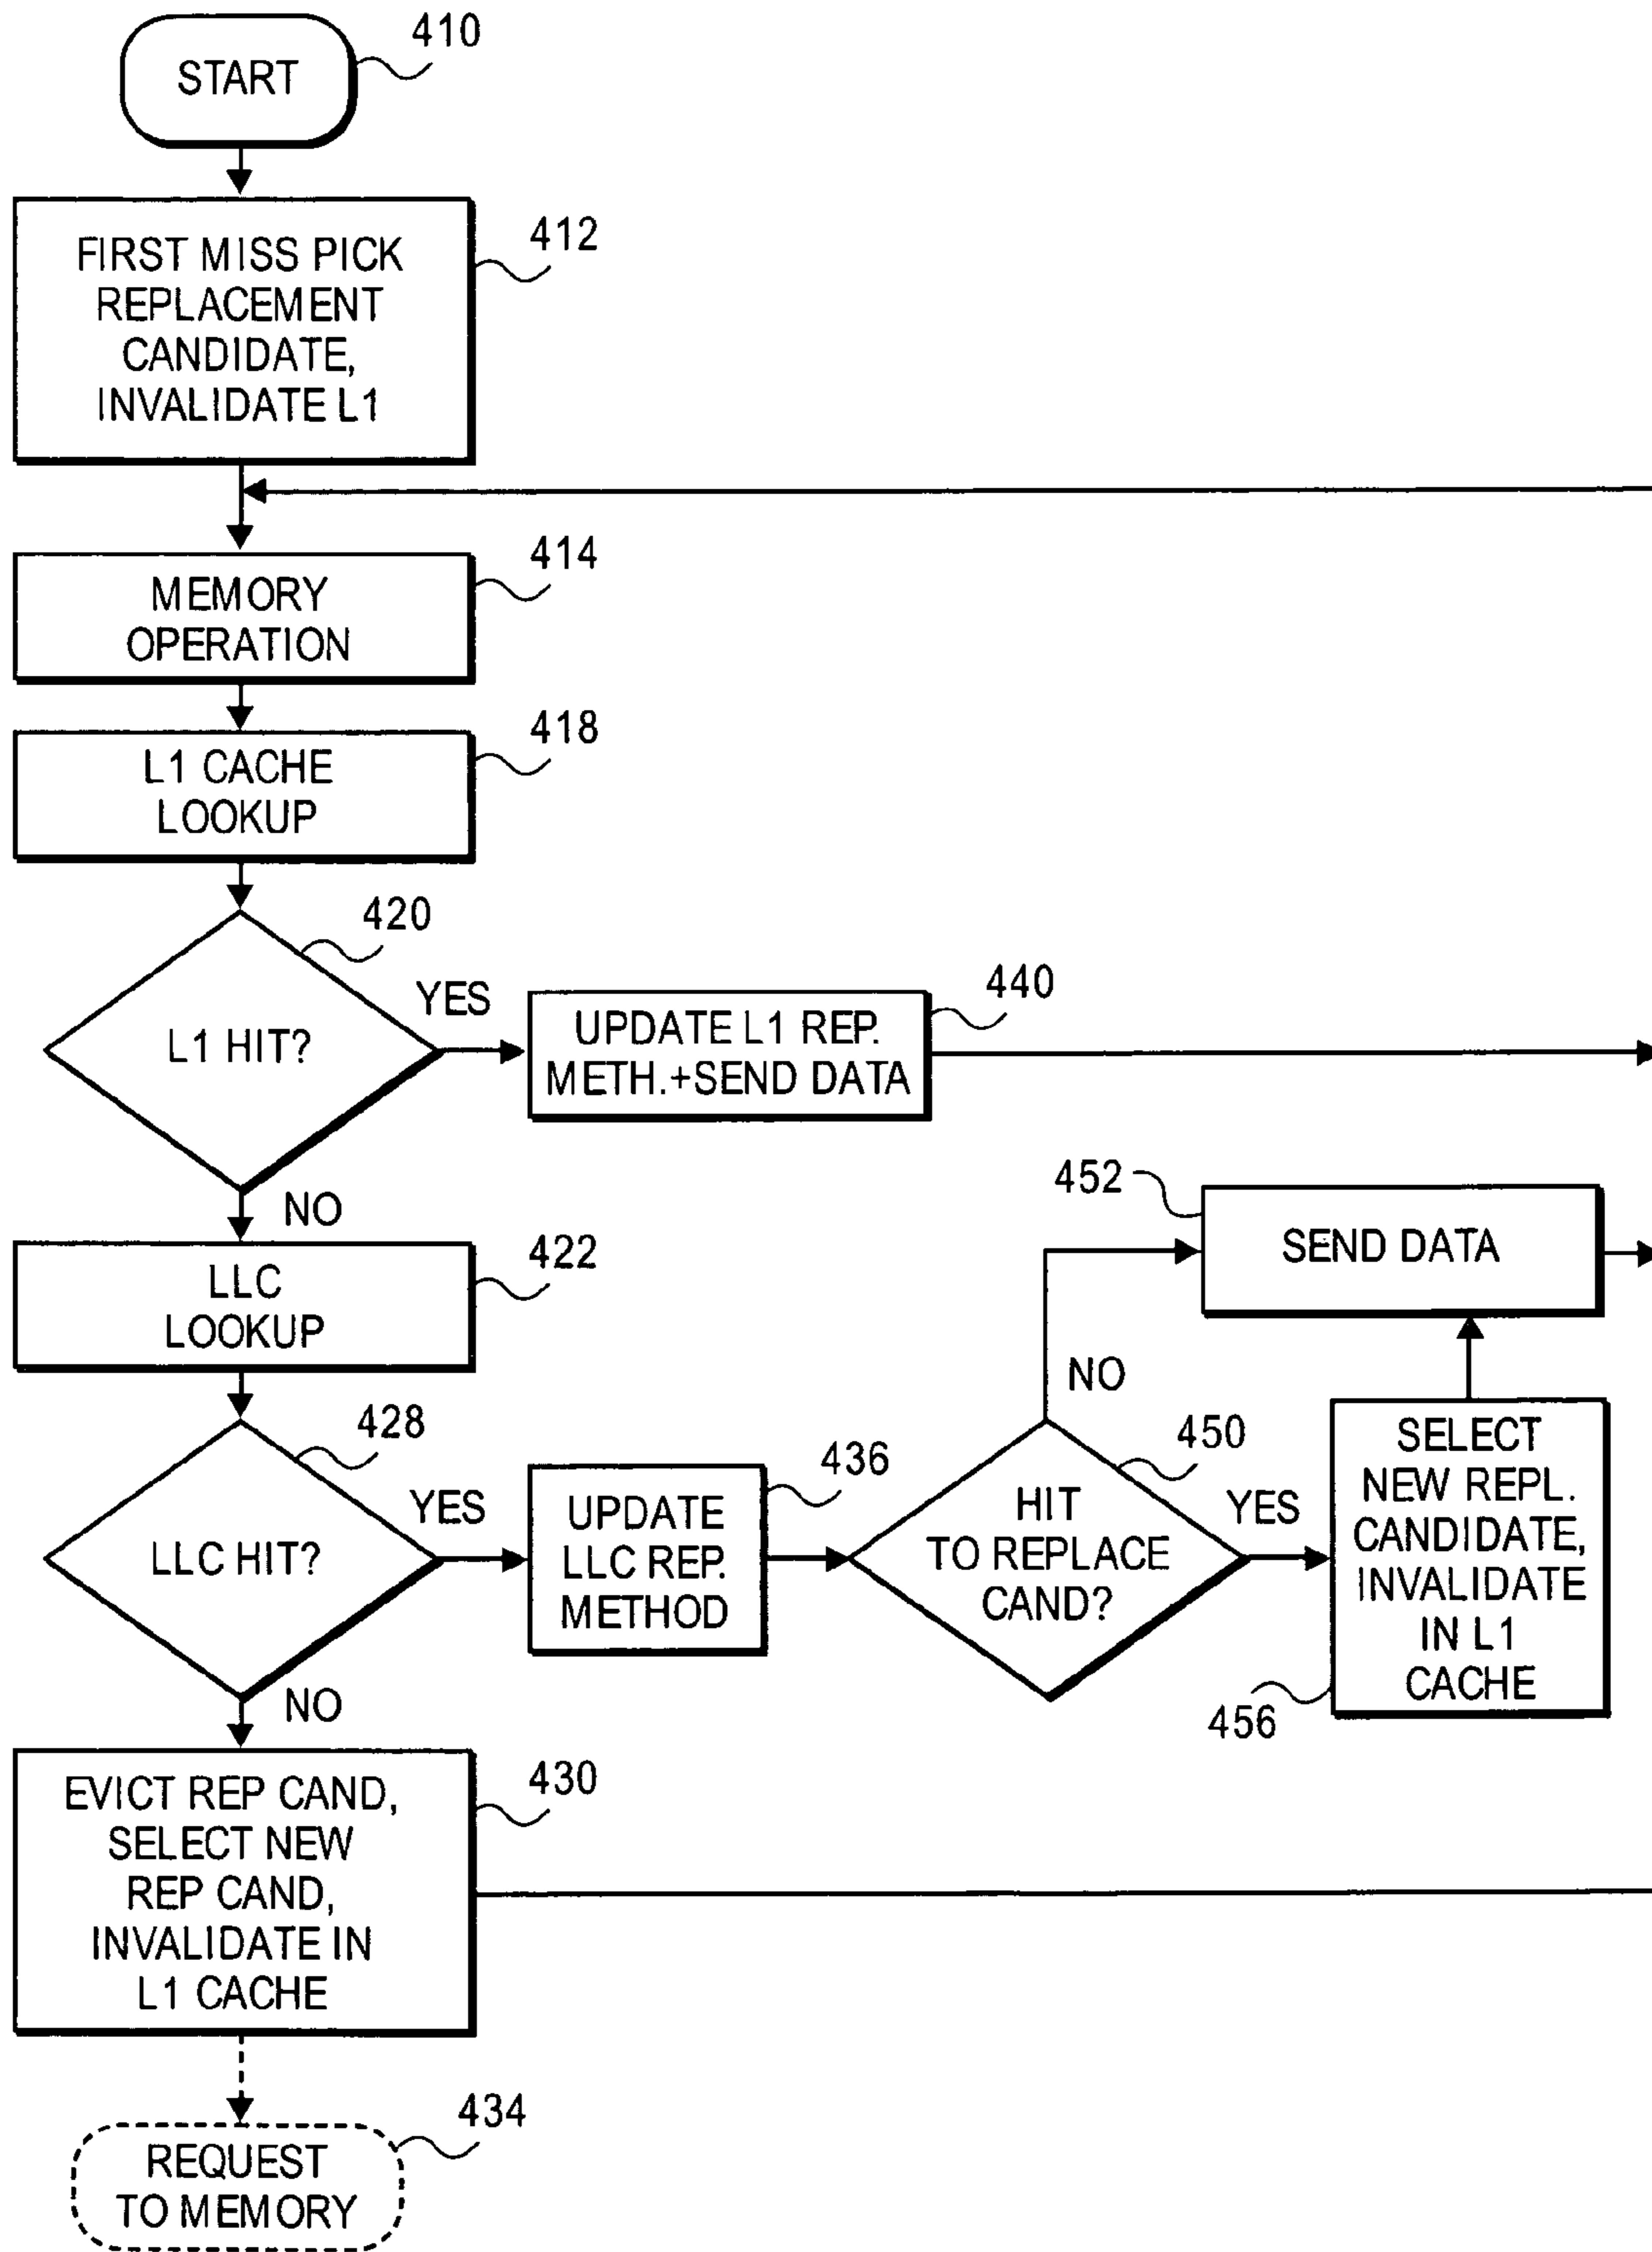 410
START
412
FIRST MISS PICK
REPLACEMENT
CANDIDATE,
INVALIDATE L1
414
MEMORY
OPERATION
418
L1 CACHE
LOOKUP
420
L1 HIT?
YES
440
UPDATE L1 REP.
METH.+SEND DATA
NO
452
SEND DATA
422
LLC
LOOKUP
428
LLC HIT?
YES
436
UPDATE
LLC REP.
METHOD
NO
450
HIT
TO REPLACE
CAND?
YES
SELECT
NEW REPL.
CANDIDATE,
INVALIDATE
IN L1
CACHE
456
NO
430
EVICT REP CAND,
SELECT NEW
REP CAND,
INVALIDATE IN
L1 CACHE
434
REQUEST
TO MEMORY